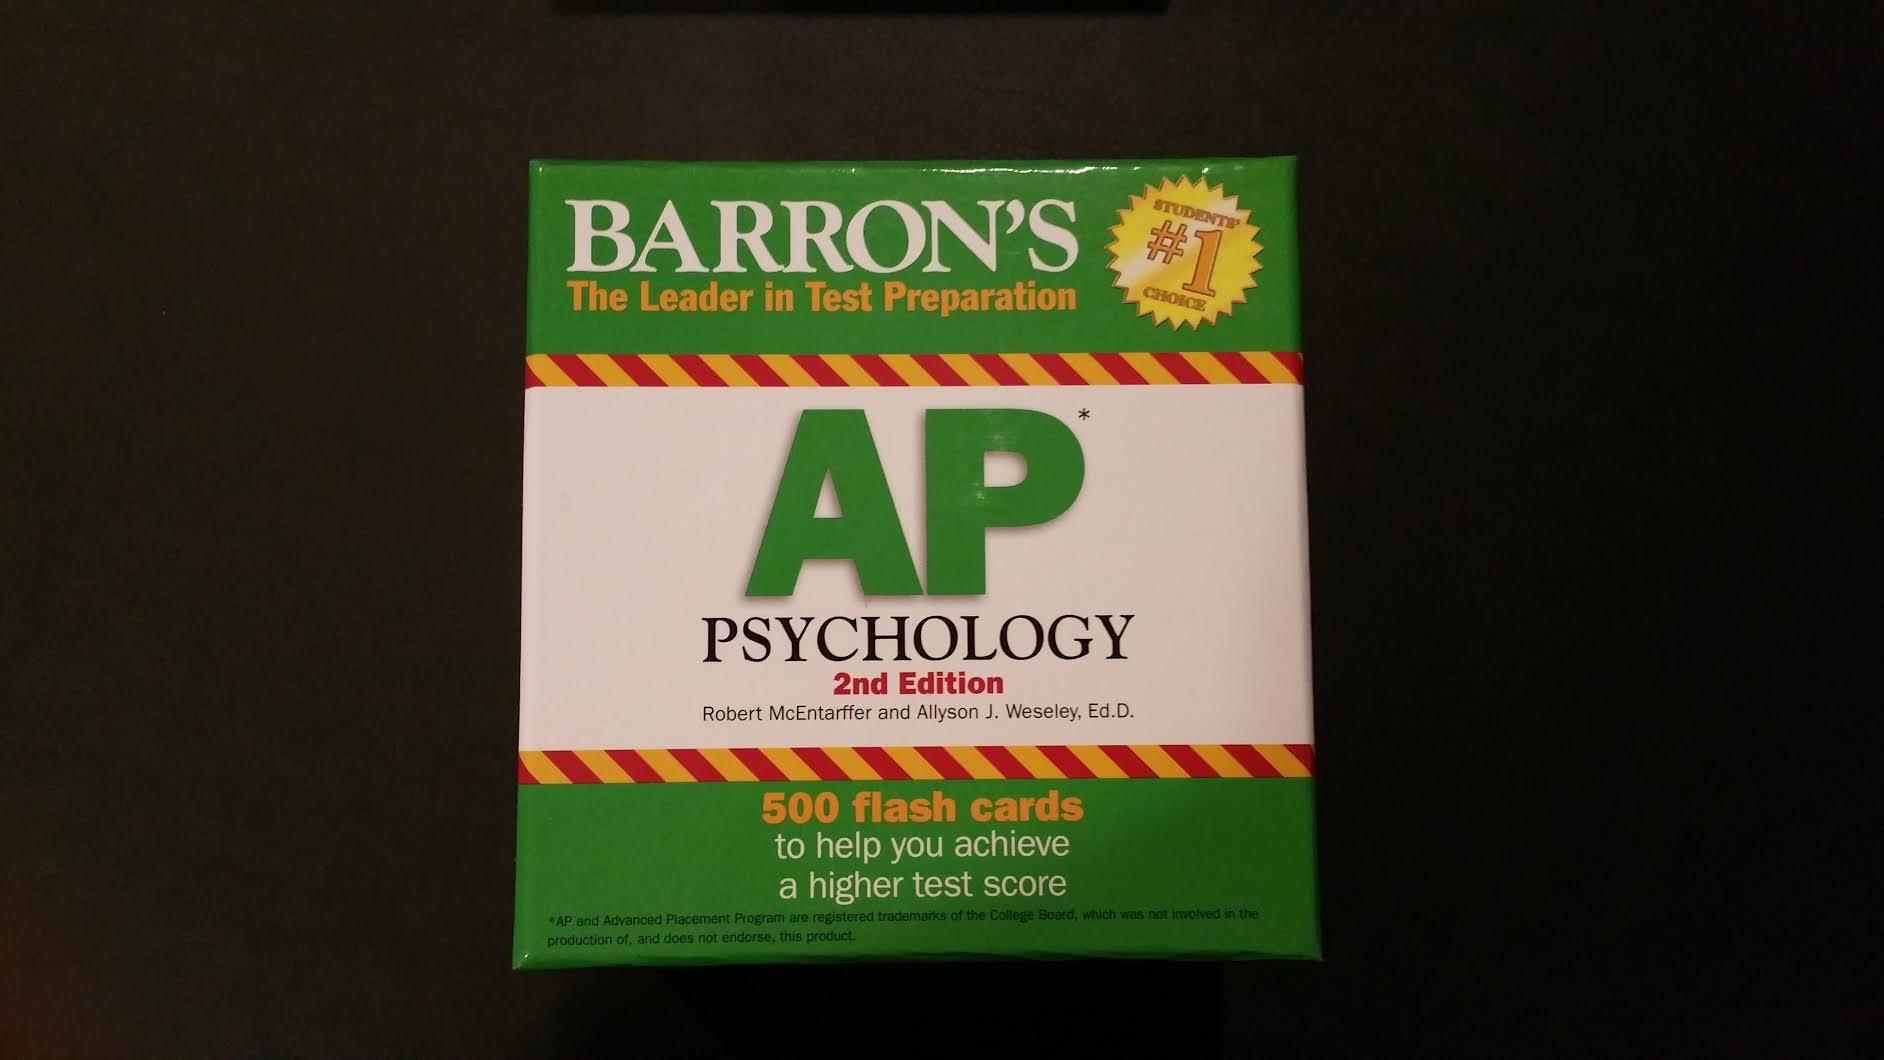 BARRON'S
The Leader in Test Preparation
STUDENTS'
#1
CHOICE
AP*
PSYCHOLOGY
2nd Edition
Robert McEntarffer and Allyson J. Weseley, Ed.D.
500 flash cards
to help you achieve
a higher test score
*AP and Advanced Placement Program are registered trademarks of the College Board, which was not involved in the
production of, and does not endorse, this product.